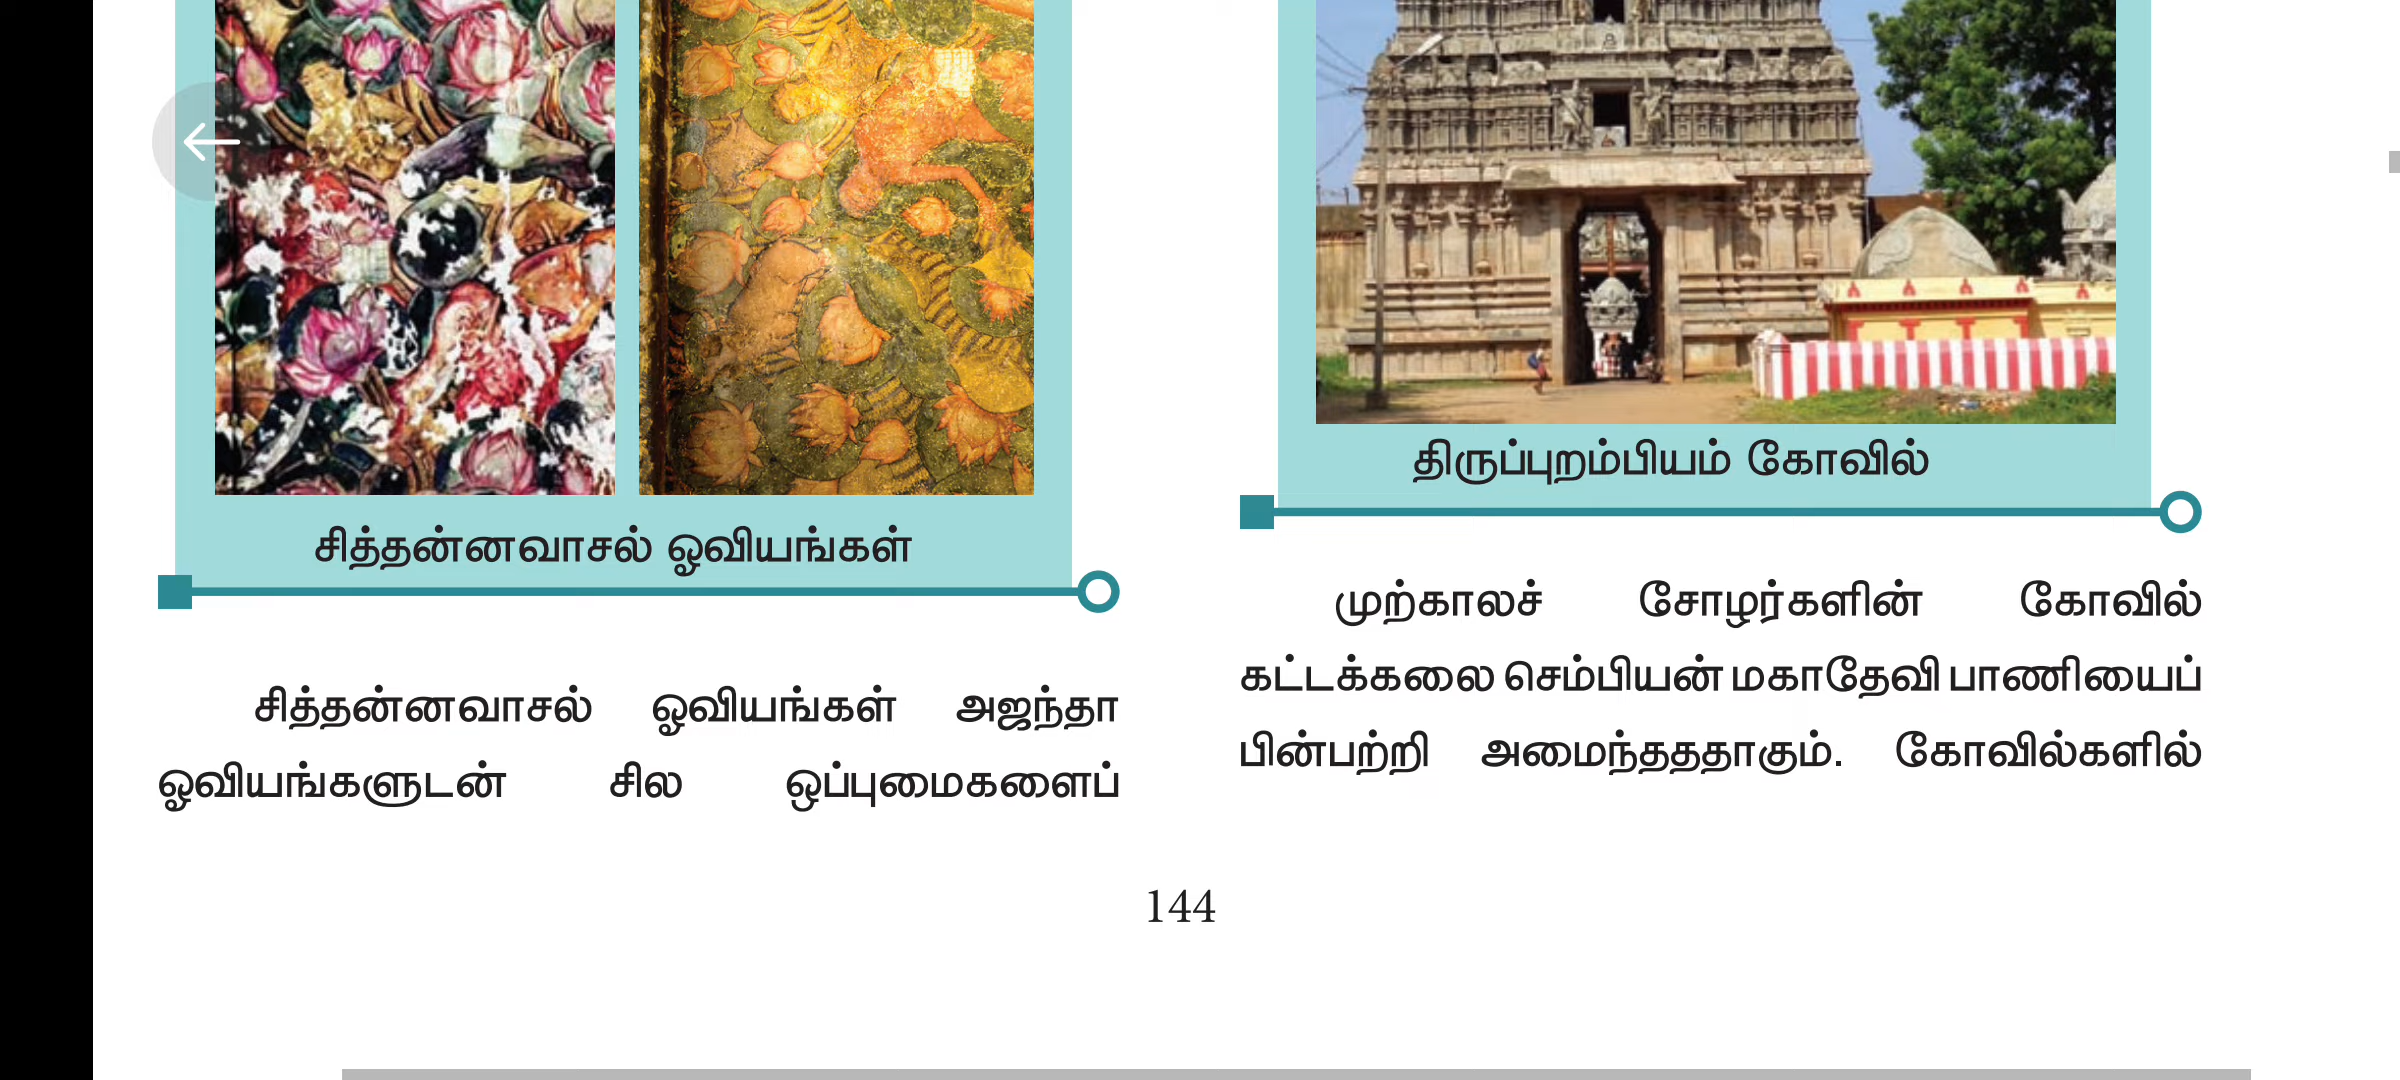 சித்தன்னவாசல் ஓவியங்கள்
சித்தன்னவாசல் ஓவியங்கள் அஜந்தா
ஓவியங்களுடன் சில ஒப்புமைகளைப்
திருப்புறம்பியம் கோவில்
முற்காலச் சோழர்களின் கோவில்
கட்டக்கலை செம்பியன் மகாதேவி பாணியைப்
பின்பற்றி அமைந்தததாகும். கோவில்களில்
144